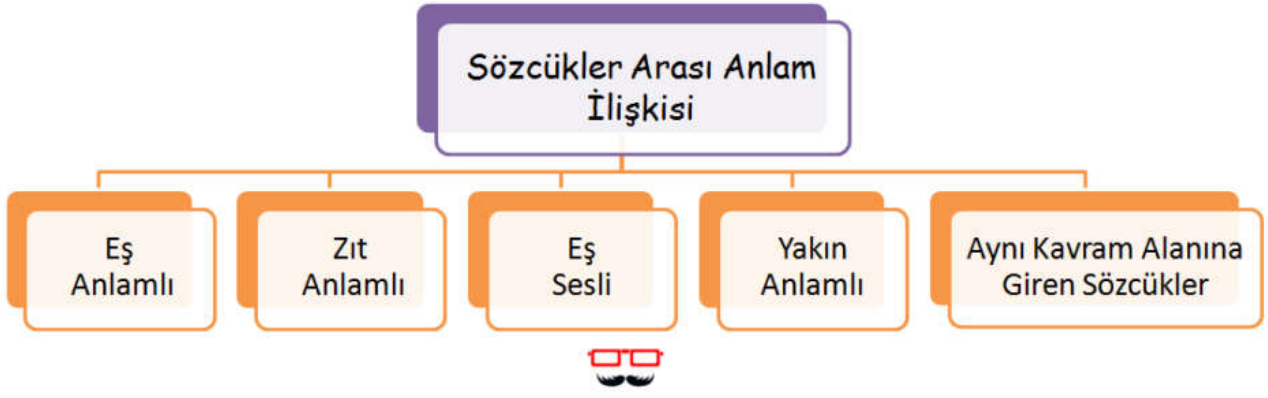 Sözcükler Arası Anlam
İlişkisi
Eş
Anlamlı
Zıt
Anlamlı
Eş
Sesli
Yakın
Anlamlı
Aynı Kavram Alanına
Giren Sözcükler